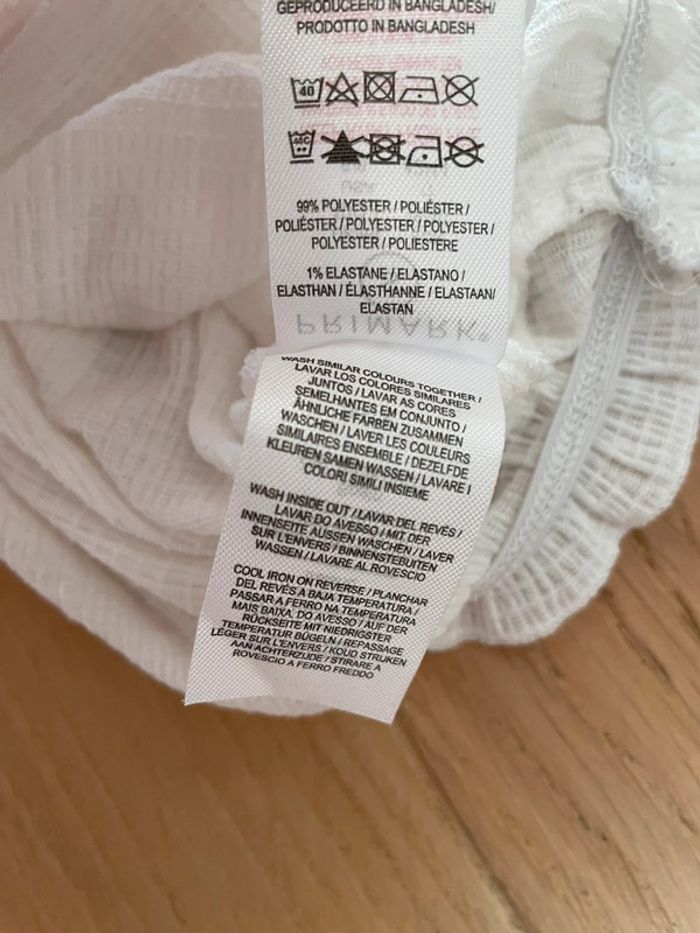 GEPRODUCEERD IN BANGLADESH/
PRODOTTO IN BANGLADESH
40
40C
99% POLYESTER / POLIÉSTER /
POLIÉSTER / POLYESTER / POLYESTER /
POLYESTER / POLIESTERE
1% ELASTANE / ELASTANO /
ELASTHAN / ÉLASTHANNE / ELASTAAN/
ELASTAN
PRIMARK®
WASH SIMILAR COLOURS TOGETHER /
LAVAR LOS COLORES SIMILARES
JUNTOS / LAVAR AS CORES
SEMELHANTES EM CONJUNTO /
ÄHNLICHE FARBEN ZUSAMMEN
WASCHEN / LAVER LES COULEURS
SIMILAIRES ENSEMBLE / DEZELFDE
KLEUREN SAMEN WASSEN / LAVARE I
COLORI SIMILI INSIEME
WASH INSIDE OUT / LAVAR DEL REVÉS /
LAVAR DO AVESSO / MIT DER
INNENSEITE AUSSEN WASCHEN / LAVER
SUR L'ENVERS / BINNENSTEBUITEN
WASSEN / LAVARE AL ROVESCIO
COOL IRON ON REVERSE / PLANCHAR
DEL REVÉS A BAJA TEMPERATURA /
PASSAR A FERRO NA TEMPERATURA
MAIS BAIXA, DO AVESSO / AUF DER
RÜCKSEITE MIT NIEDRIGSTER
TEMPERATUR BÜGELN / REPASSAGE
LÉGER SUR L'ENVERS / KOUD STRIJKEN
AAN ACHTERZIJDE / STIRARE A
ROVESCIO A FERRO FREDDO